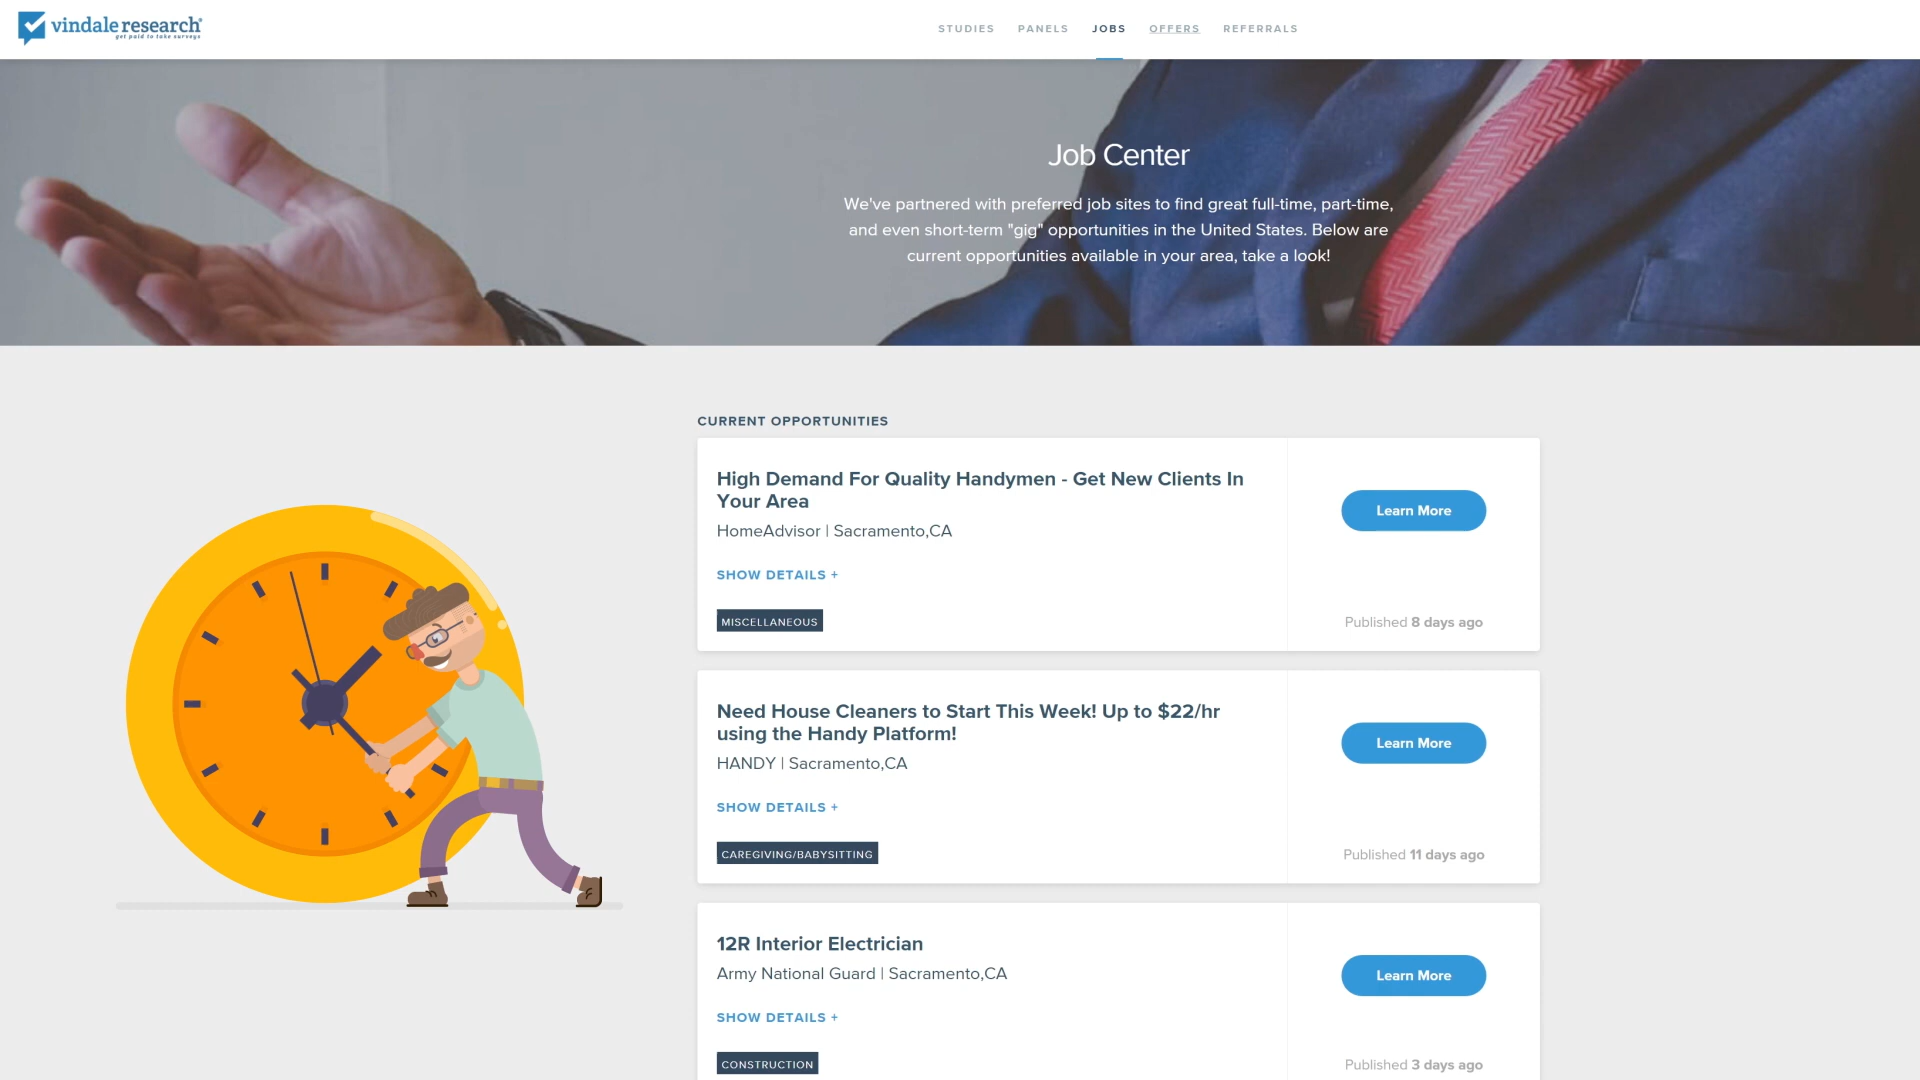 vindale research
get paid to take surveys
STUDIES PANELS JOBS OFFERS REFERRALS
Job Center
We've partnered with preferred job sites to find great full-time, part-time,
and even short-term "gig" opportunities in the United States. Below are
current opportunities available in your area, take a look!
CURRENT OPPORTUNITIES
High Demand For Quality Handymen - Get New Clients In
Your Area
HomeAdvisor | Sacramento,CA
SHOW DETAILS +
MISCELLANEOUS
Learn More
Published 8 days ago
Need House Cleaners to Start This Week! Up to $22/hr
using the Handy Platform!
HANDY | Sacramento,CA
SHOW DETAILS +
CAREGIVING/BABYSITTING
Learn More
Published 11 days ago
12R Interior Electrician
Army National Guard | Sacramento,CA
SHOW DETAILS +
CONSTRUCTION
Learn More
Published 3 days ago